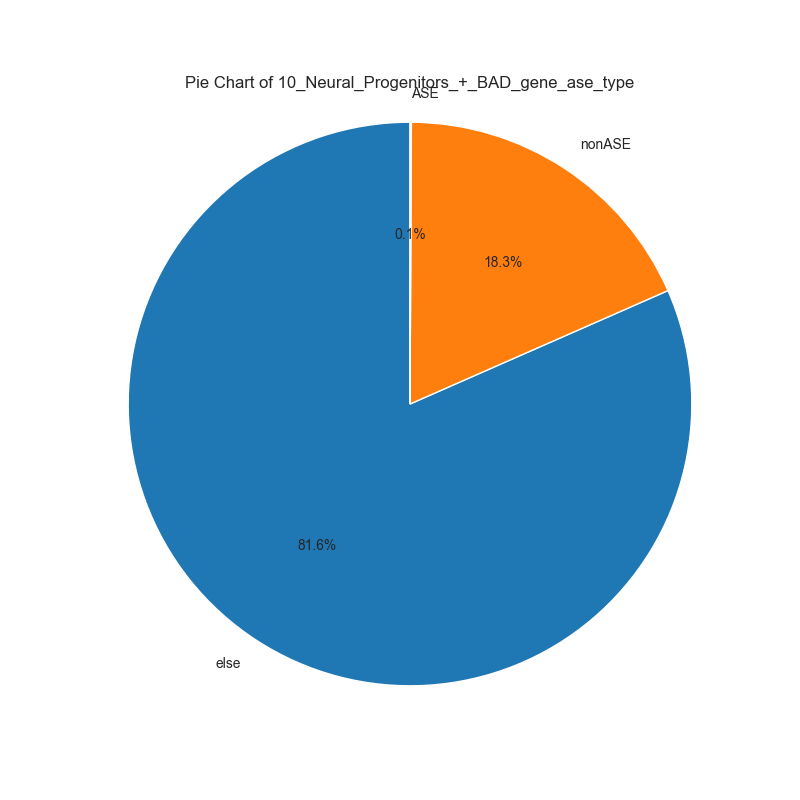 Pie Chart of 10_Neural_Progenitors_+_BAD_gene_ase_type
ASE
nonASE
0.1%
18.3%
81.6%
else